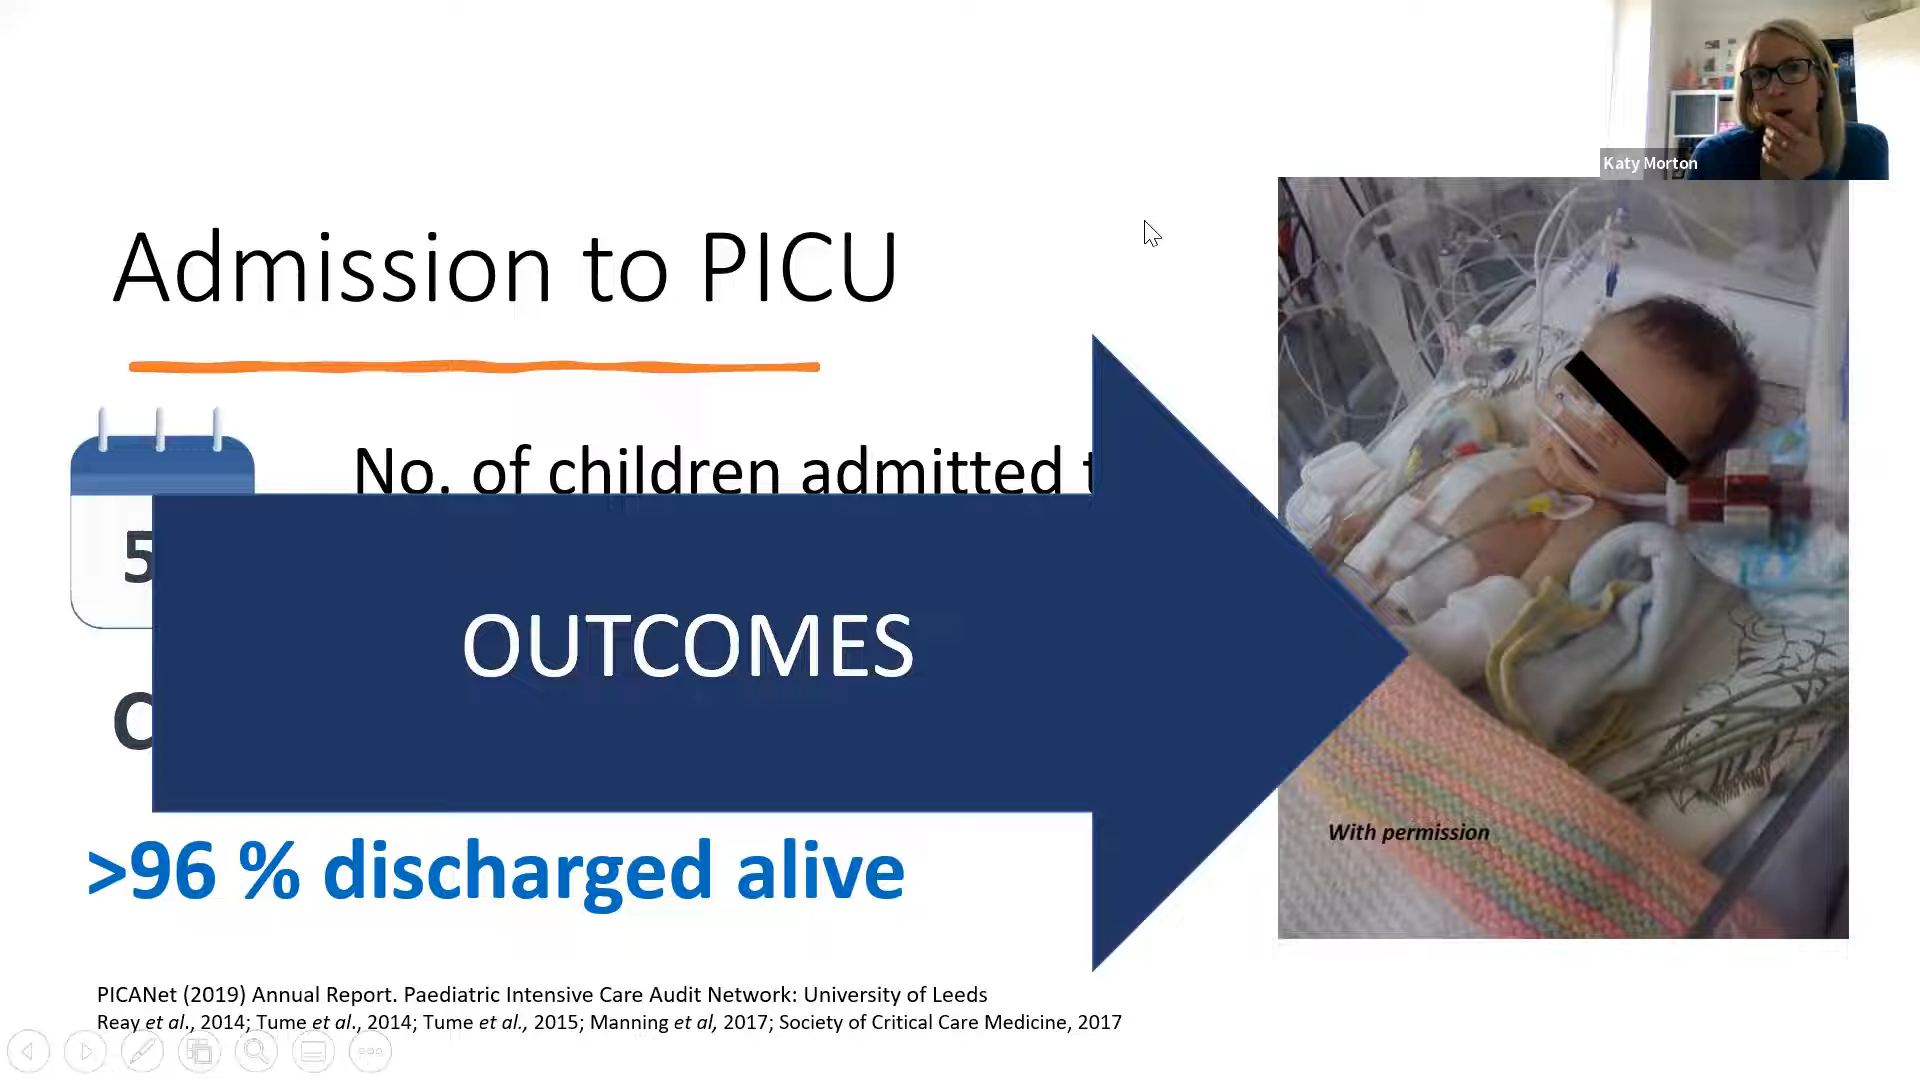 Katy Morton
Admission to PICU
No. of children admitted
5
OUTCOMES
>96 % discharged alive
With permission
PICANet (2019) Annual Report. Paediatric Intensive Care Audit Network: University of Leeds
Reay et al., 2014; Tume et al., 2014; Tume et al., 2015; Manning et al, 2017; Society of Critical Care Medicine, 2017